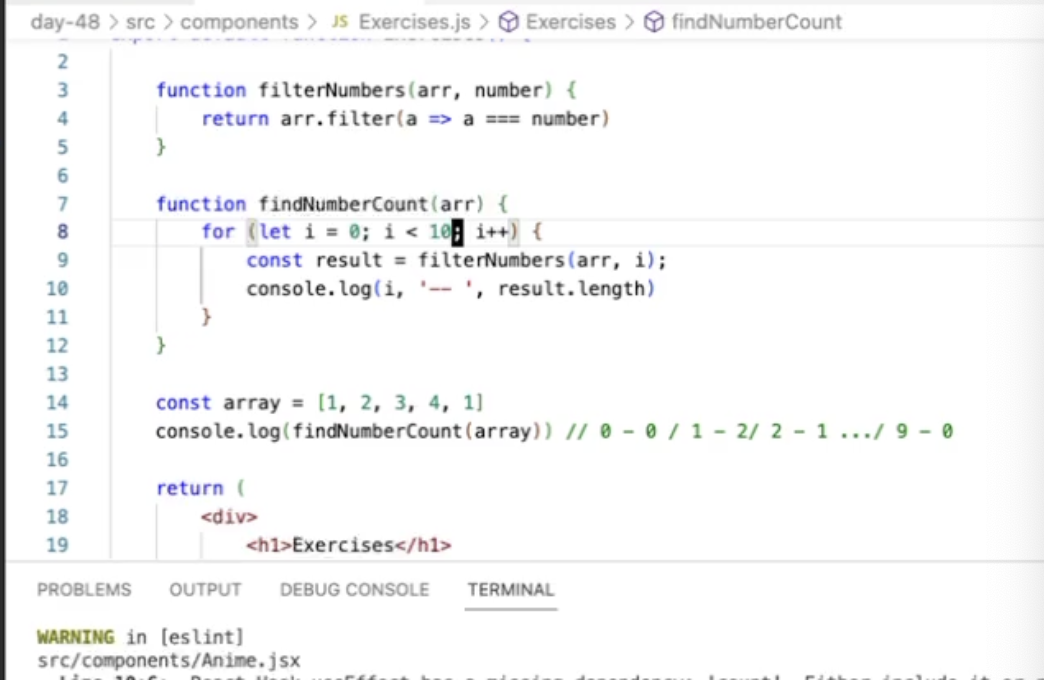 day-48 > src > components > JS Exercises.js > Exercises > findNumberCount
2
3 function filterNumbers(arr, number) {
4 return arr.filter(a => a === number)
5 }
6
7 function findNumberCount(arr) {
8 for (let i = 0; i < 10; i++) {
9 const result = filterNumbers(arr, i);
10 console.log(i, '-- ', result.length)
11 }
12 }
13
14 const array = [1, 2, 3, 4, 1]
15 console.log(findNumberCount(array)) // 0 - 0 / 1 - 2/ 2 - 1 .../ 9 - 0
16
17 return (
18 <div>
19 <h1>Exercises</h1>
PROBLEMS OUTPUT DEBUG CONSOLE TERMINAL
WARNING in [eslint]
src/components/Anime.jsx